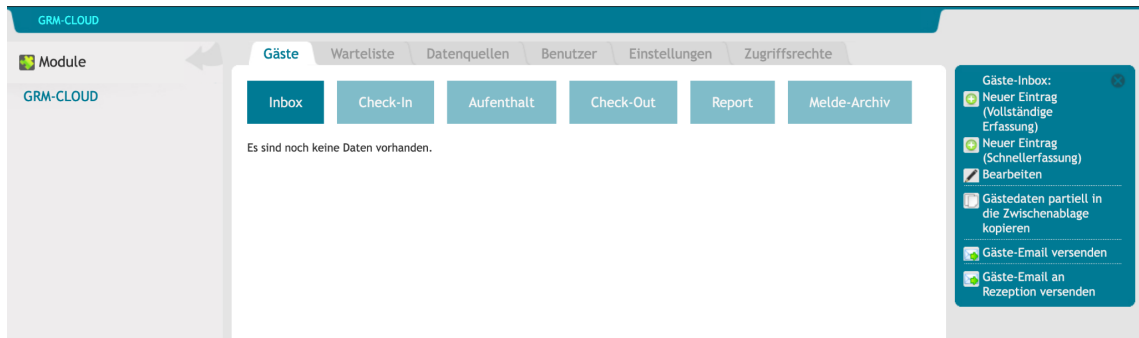 GRM-CLOUD
Module
GRM-CLOUD
Gäste Warteliste Datenquellen Benutzer Einstellungen Zugriffsrechte
Inbox Check-In Aufenthalt Check-Out Report Melde-Archiv
Es sind noch keine Daten vorhanden.
Gäste-Inbox:
Neuer Eintrag
(Vollständige
Erfassung)
Neuer Eintrag
(Schnellerfassung)
Bearbeiten
Gästedaten partiell in
die Zwischenablage
kopieren
Gäste-Email versenden
Gäste-Email an
Rezeption versenden